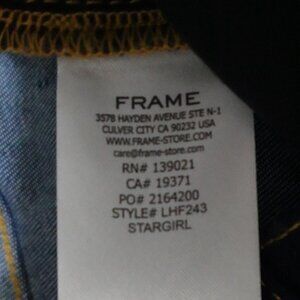 FRAME
3578 HAYDEN AVENUE STE N-1
CULVER CITY CA 90232 USA
WWW.FRAME-STORE.COM
care@frame-store.com
RN# 139021
CA# 19371
PO# 2164200
STYLE# LHF243
STARGIRL